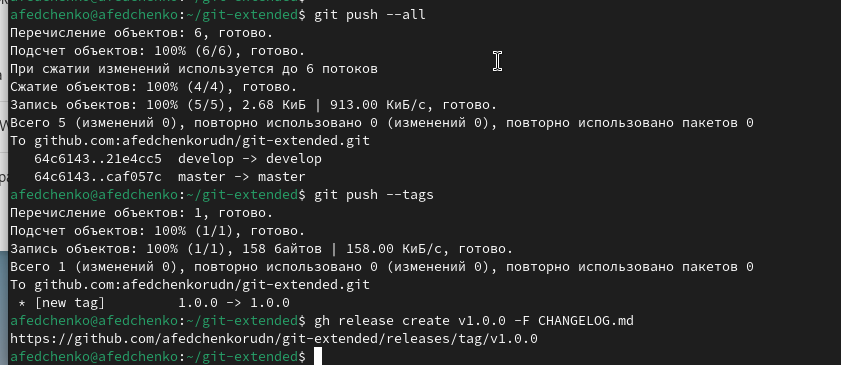 afedchenko@afedchenko:~/git-extended$ git push --all
Перечисление объектов: 6, готово.
Подсчет объектов: 100% (6/6), готово.
При сжатии изменений используется до 6 потоков
Сжатие объектов: 100% (4/4), готово.
Запись объектов: 100% (5/5), 2.68 КиБ | 913.00 КиБ/с, готово.
Всего 5 (изменений 0), повторно использовано 0 (изменений 0), повторно использовано пакетов 0
To github.com:afedchenkorudn/git-extended.git
   64c6143..21e4cc5  develop -> develop
   64c6143..caf057c  master -> master
afedchenko@afedchenko:~/git-extended$ git push --tags
Перечисление объектов: 1, готово.
Подсчет объектов: 100% (1/1), готово.
Запись объектов: 100% (1/1), 158 байтов | 158.00 КиБ/с, готово.
Всего 1 (изменений 0), повторно использовано 0 (изменений 0), повторно использовано пакетов 0
To github.com:afedchenkorudn/git-extended.git
 * [new tag]         1.0.0 -> 1.0.0
afedchenko@afedchenko:~/git-extended$ gh release create v1.0.0 -F CHANGELOG.md
https://github.com/afedchenkorudn/git-extended/releases/tag/v1.0.0
afedchenko@afedchenko:~/git-extended$